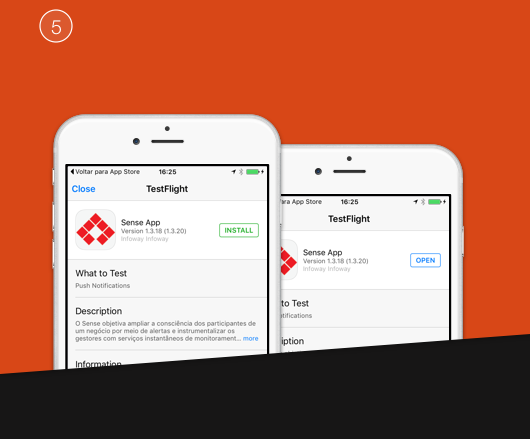 5
Voltar para App Store 16:25
Close TestFlight
Sense App
Version 1.3.18 (1.3.20)
Infoway Infoway
INSTALL
What to Test
Push Notifications
Description
O Sense objetiva ampliar a consciência dos participantes de
um negócio por meio de alertas e instrumentalizar os
gestores com serviços instantâneos de monitorament... more
Information
para App Store 16:25
TestFlight
Sense App
Version 1.3.18 (1.3.20)
Infoway Infoway
OPEN
to Test
tifications
iption